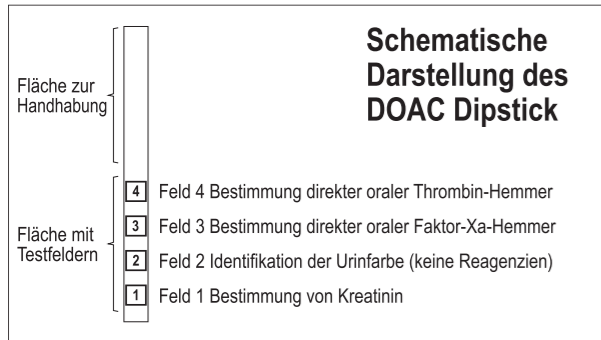 Schematische
Darstellung des
DOAC Dipstick
Fläche zur
Handhabung
4 Feld 4 Bestimmung direkter oraler Thrombin-Hemmer
3 Feld 3 Bestimmung direkter oraler Faktor-Xa-Hemmer
Fläche mit
Testfeldern
2 Feld 2 Identifikation der Urinfarbe (keine Reagenzien)
1 Feld 1 Bestimmung von Kreatinin